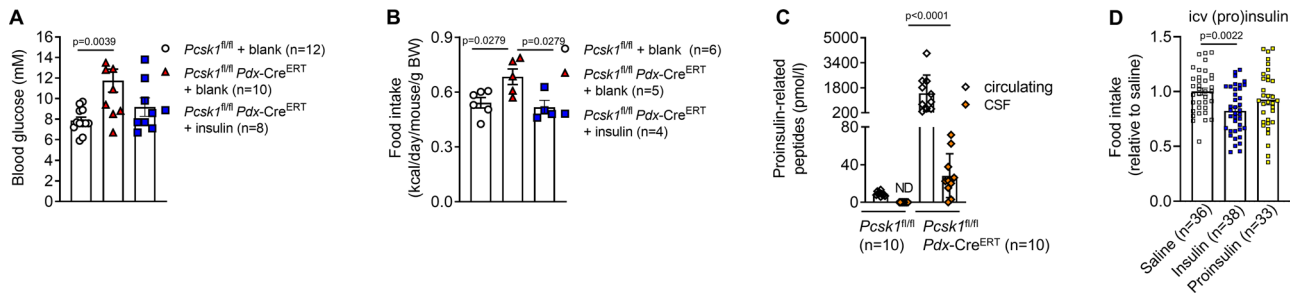 A
Blood glucose (mM)
16
14
12
10
8
6
4
2
0
p=0.0039
Pcsk1fl/fl + blank (n=12)
Pcsk1fl/fl Pdx-CreERT
+ blank (n=10)
Pcsk1fl/fl Pdx-CreERT
+ insulin (n=8)
B
Food intake
(kcal/day/mouse/g BW)
0.9
0.6
0.3
0.0
p=0.0279
p=0.0279
Pcsk1fl/fl + blank (n=6)
Pcsk1fl/fl Pdx-CreERT
+ blank (n=5)
Pcsk1fl/fl Pdx-CreERT
+ insulin (n=4)
C
Proinsulin-related
peptides (pmol/l)
5000
3400
1800
200
80
40
0
p<0.0001
ND
circulating
CSF
Pcsk1fl/fl
(n=10)
Pcsk1fl/fl
Pdx-CreERT (n=10)
D
icv (pro)insulin
Food intake
(relative to saline)
1.5
1.0
0.5
0.0
p=0.0022
Saline (n=36)
Insulin (n=38)
Proinsulin (n=33)